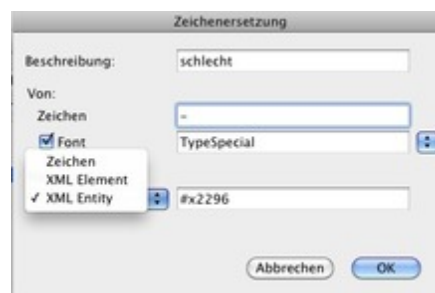 Zeichenersetzung
Beschreibung: schlecht
Von:
Zeichen –
Font TypeSpecial
Zeichen
XML Element
✓ XML Entity #x2296
Abbrechen OK